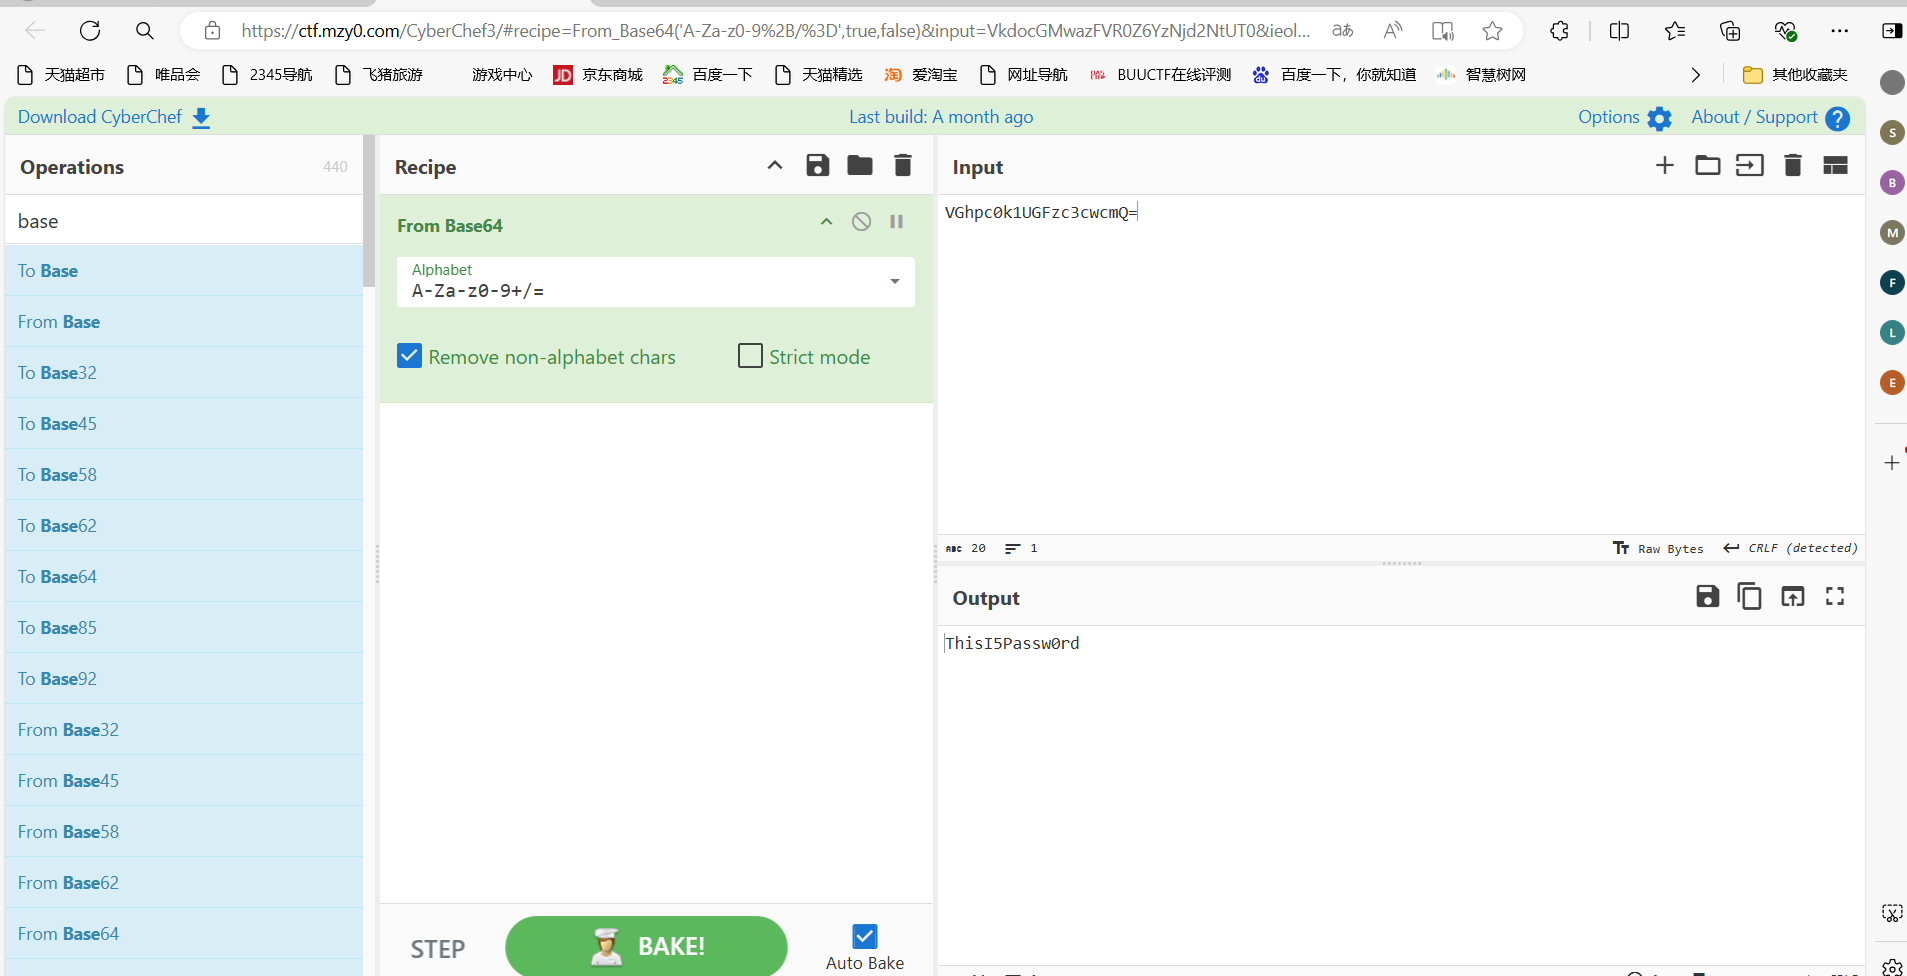 https://ctf.mzy0.com/CyberChef3/#recipe=From_Base64('A-Za-z0-9%2B/%3D',true,false)&input=VkdocGMwazFVR0Z6YzNjd2NtUT0&ieol...
天猫超市 唯品会 2345导航 飞猪旅游 游戏中心 JD 京东商城 2345 百度一下 天猫精选 淘 爱淘宝 网址导航 BUUCTF在线评测 百度一下，你就知道 智慧树网 其他收藏夹
Download CyberChef
Last build: A month ago
Options
About / Support
Operations
440
base
To Base
From Base
To Base32
To Base45
To Base58
To Base62
To Base64
To Base85
To Base92
From Base32
From Base45
From Base58
From Base62
From Base64
Recipe
From Base64
Alphabet
A-Za-z0-9+/=
Remove non-alphabet chars
Strict mode
STEP
BAKE!
Auto Bake
Input
VGhpc0k1UGFzc3cwcmQ=
ABC 20 1
Raw Bytes
CRLF (detected)
Output
ThisI5Passw0rd
S
B
M
F
L
E